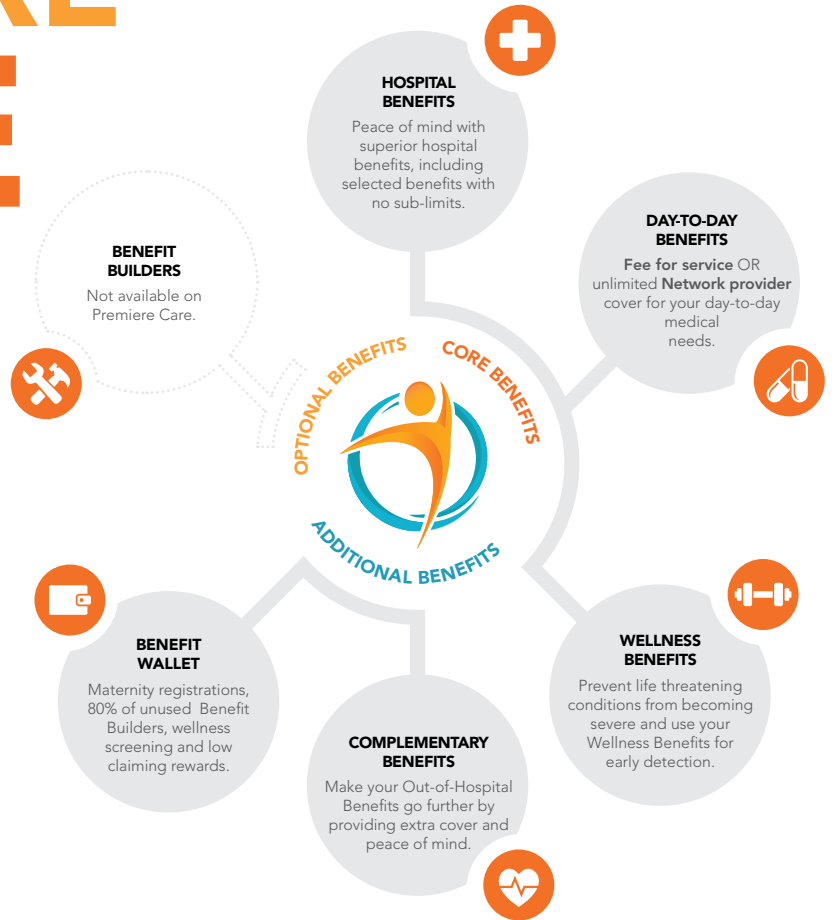 HOSPITAL
BENEFITS
Peace of mind with
superior hospital
benefits, including
selected benefits with
no sub-limits.
DAY-TO-DAY
BENEFITS
Fee for service OR
unlimited Network provider
cover for your day-to-day
medical
needs.
BENEFIT
BUILDERS
Not available on
Premiere Care.
OPTIONAL BENEFITS
CORE BENEFITS
ADDITIONAL BENEFITS
BENEFIT
WALLET
Maternity registrations,
80% of unused Benefit
Builders, wellness
screening and low
claiming rewards.
COMPLEMENTARY
BENEFITS
Make your Out-of-Hospital
Benefits go further by
providing extra cover and
peace of mind.
WELLNESS
BENEFITS
Prevent life threatening
conditions from becoming
severe and use your
Wellness Benefits for
early detection.